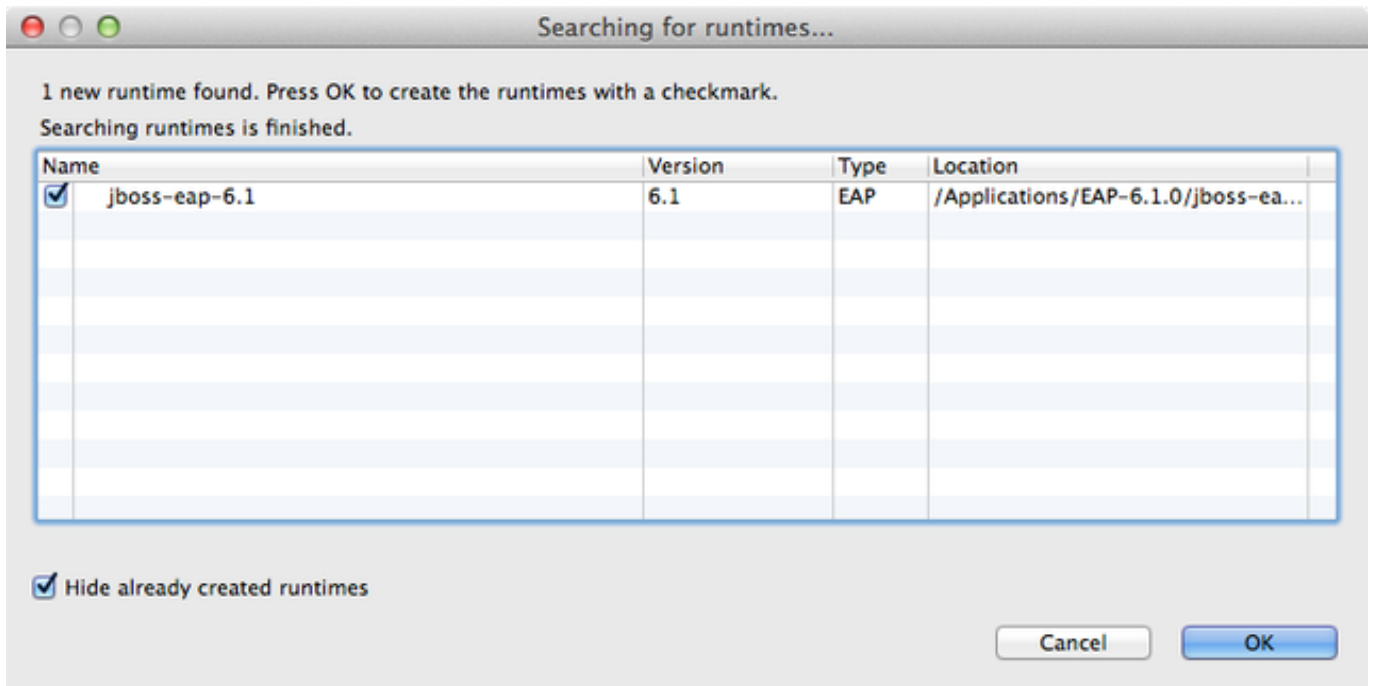 Searching for runtimes...
1 new runtime found. Press OK to create the runtimes with a checkmark.
Searching runtimes is finished.
Name Version Type Location
jboss-eap-6.1 6.1 EAP /Applications/EAP-6.1.0/jboss-ea...
Hide already created runtimes
Cancel OK